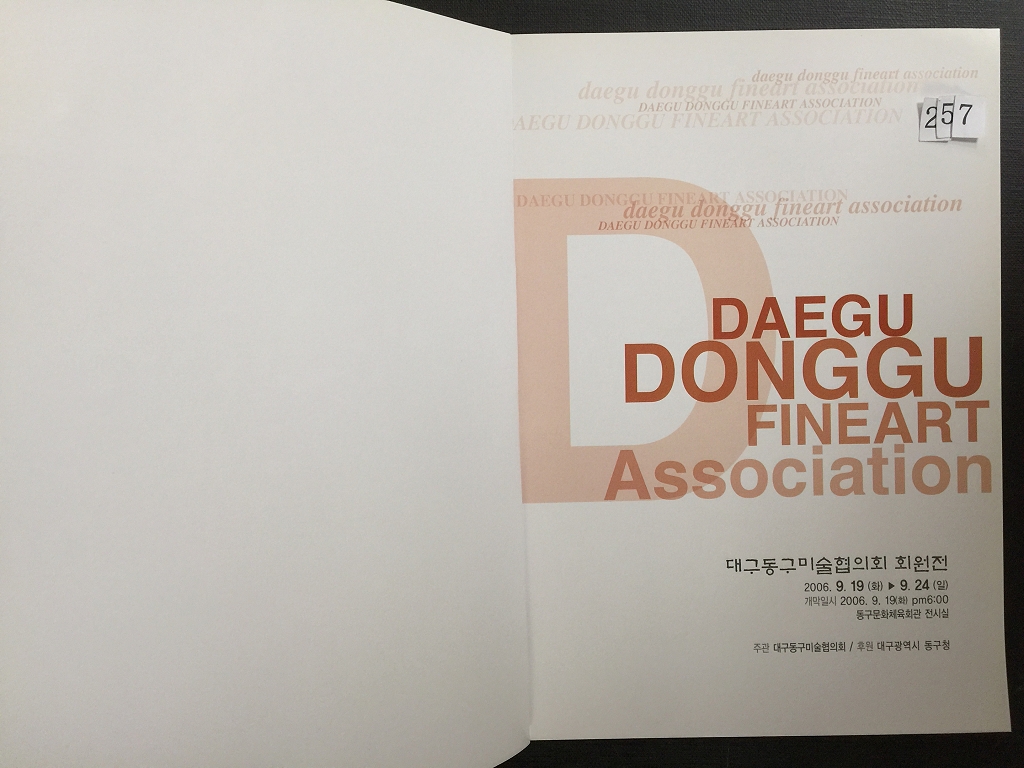 daegu donggu fineart association
daegu donggu fineart association
DAEGU DONGGU FINEART ASSOCIATION
DAEGU DONGGU FINEART ASSOCIATION
257
DAEGU DONGGU FINEART ASSOCIATION
daegu donggu fineart association
DAEGU DONGGU FINEART ASSOCIATION
D
DAEGU
DONGGU
FINEART
Association
대구동구미술협의회 회원전
2006. 9. 19 (화) ▶ 9. 24 (일)
개막일시 2006. 9. 19(화) pm6:00
동구문화체육회관 전시실
주관 대구동구미술협의회 / 후원 대구광역시 동구청